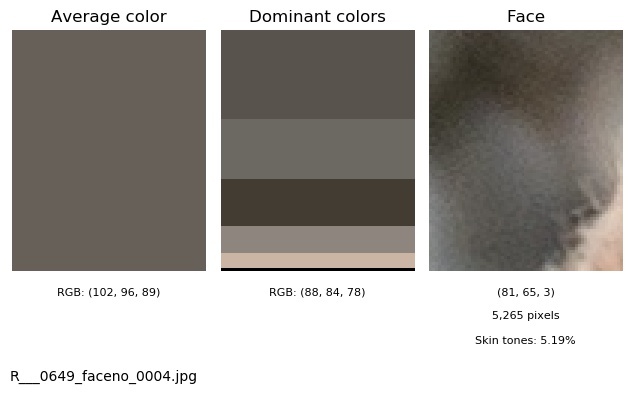 Average color
Dominant colors
Face
RGB: (102, 96, 89)
RGB: (88, 84, 78)
(81, 65, 3)
5,265 pixels
Skin tones: 5.19%
R___0649_faceno_0004.jpg